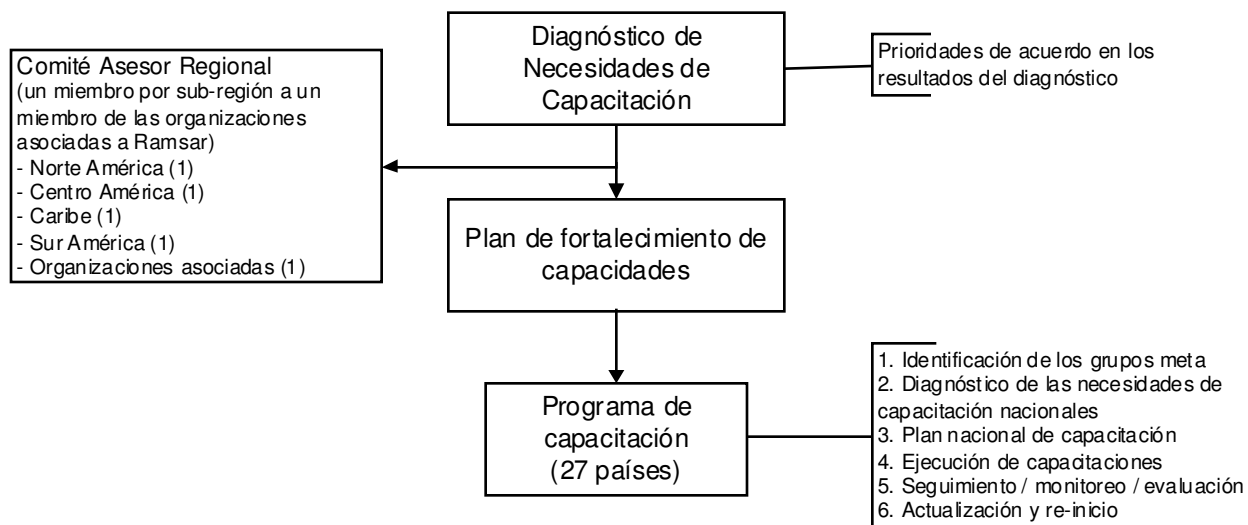 Diagnóstico de
Necesidades de
Capacitación
Prioridades de acuerdo en los
resultados del diagnóstico
Comité Asesor Regional
(un miembro por sub-región a un
miembro de las organizaciones
asociadas a Ramsar)
- Norte América (1)
- Centro América (1)
- Caribe (1)
- Sur América (1)
- Organizaciones asociadas (1)
Plan de fortalecimiento de
capacidades
Programa de
capacitación
(27 países)
1. Identificación de los grupos meta
2. Diagnóstico de las necesidades de
capacitación nacionales
3. Plan nacional de capacitación
4. Ejecución de capacitaciones
5. Seguimiento / monitoreo / evaluación
6. Actualización y re-inicio